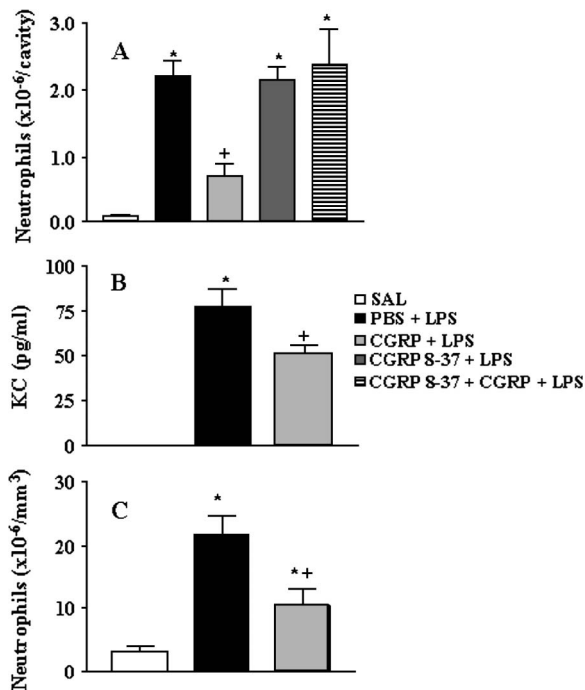 A
Neutrophils (x10⁻⁶/cavity)
3.0
2.0
1.0
0.0
*
+
*
*
B
KC (pg/ml)
100
75
50
25
0
*
+
SAL
PBS + LPS
CGRP + LPS
CGRP 8-37 + LPS
CGRP 8-37 + CGRP + LPS
C
Neutrophils (x10⁻⁶/mm³)
30
20
10
0
*
*+